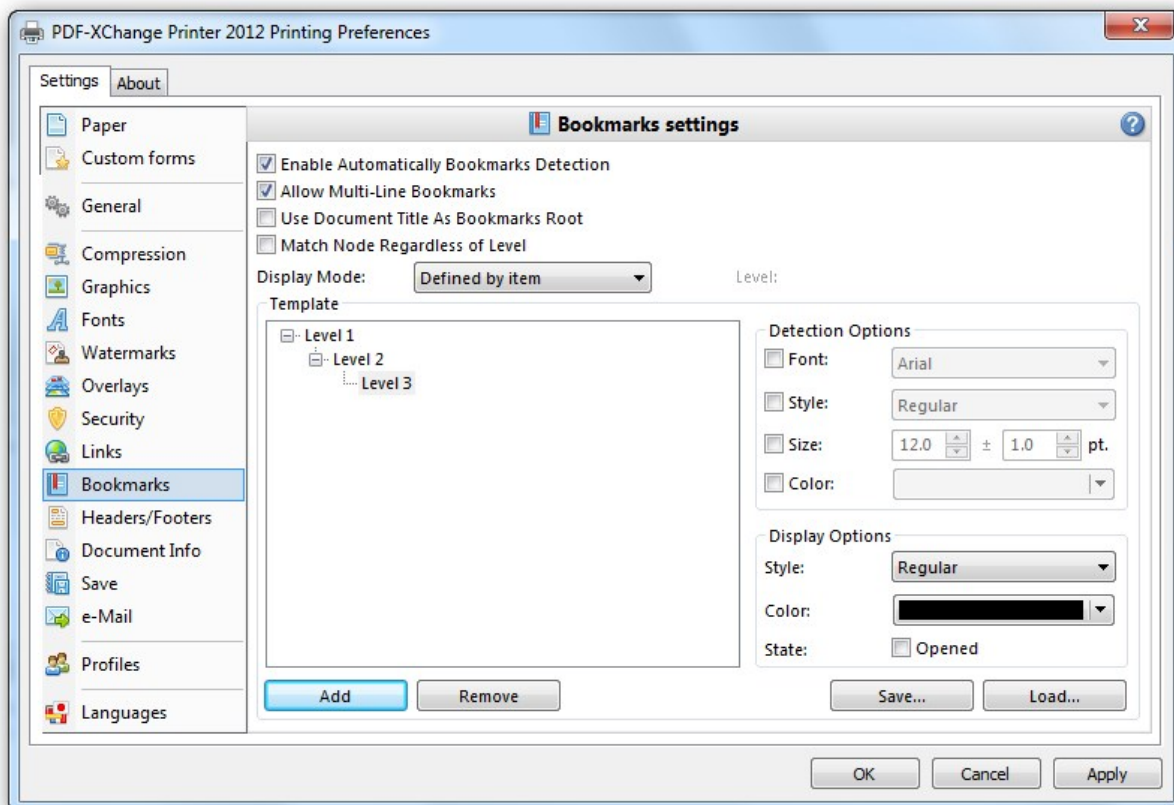 PDF-XChange Printer 2012 Printing Preferences
Settings
About
Paper
Custom forms
General
Compression
Graphics
Fonts
Watermarks
Overlays
Security
Links
Bookmarks
Headers/Footers
Document Info
Save
e-Mail
Profiles
Languages
Bookmarks settings
?
Enable Automatically Bookmarks Detection
Allow Multi-Line Bookmarks
Use Document Title As Bookmarks Root
Match Node Regardless of Level
Display Mode: Defined by item Level:
Template
Level 1
Level 2
Level 3
Add Remove
Detection Options
Font: Arial
Style: Regular
Size: 12.0 ± 1.0 pt.
Color:
Display Options
Style: Regular
Color:
State: Opened
Save... Load...
OK Cancel Apply